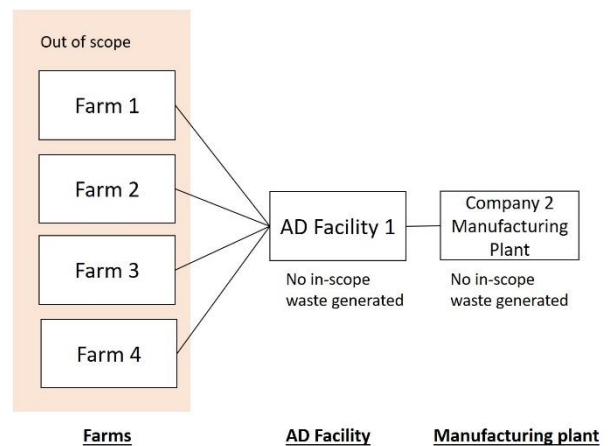 Out of scope
Farm 1
Farm 2
Farm 3
Farm 4
AD Facility 1
No in-scope
waste generated
Company 2
Manufacturing
Plant
No in-scope
waste generated
Farms
AD Facility
Manufacturing plant